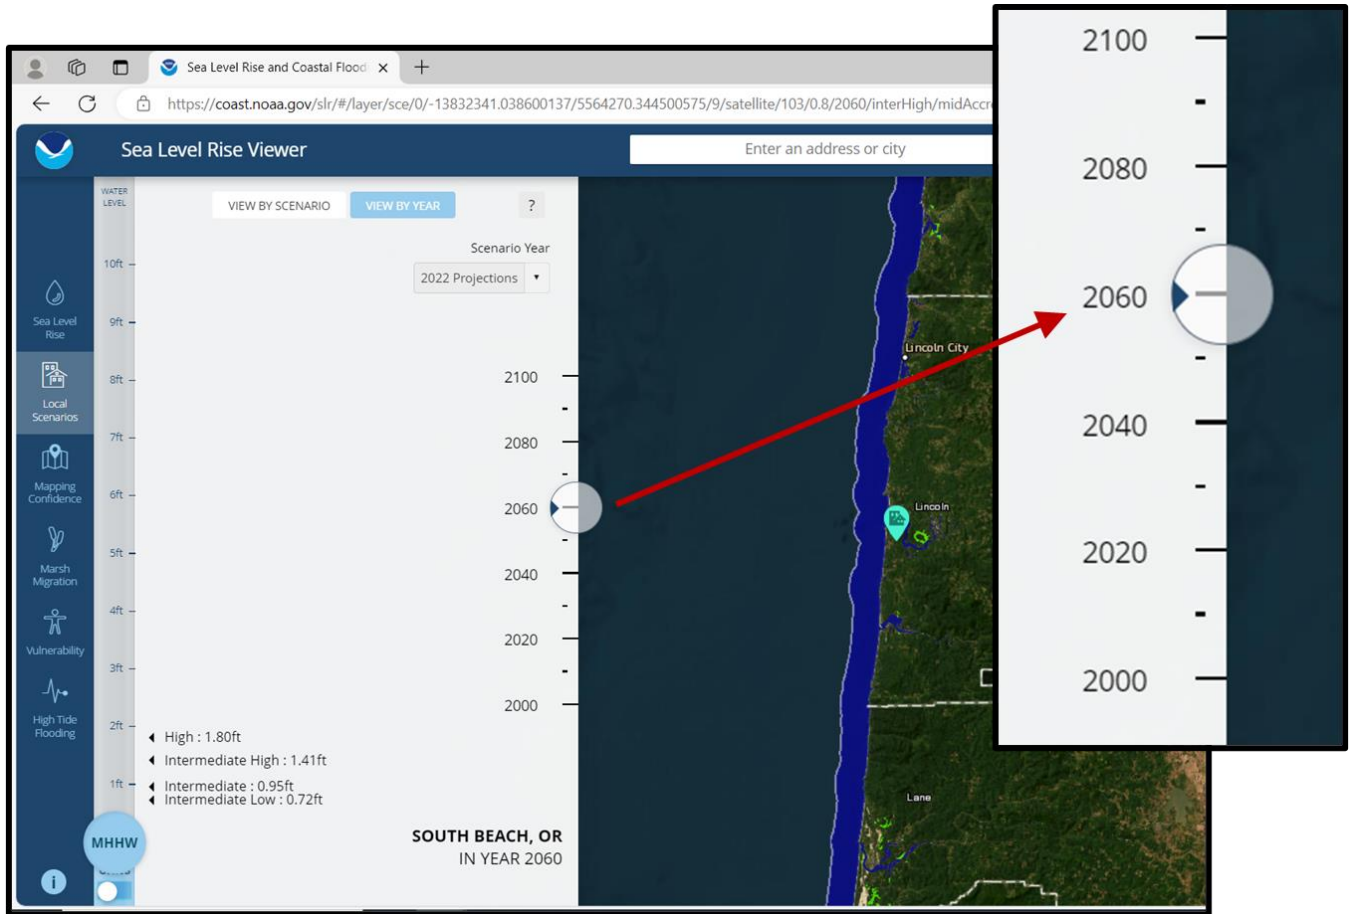 Sea Level Rise and Coastal Flood
https://coast.noaa.gov/slr/#/layer/sce/0/-13832341.038600137/5564270.344500575/9/satellite/103/0.8/2060/interHigh/midAccr
Sea Level Rise Viewer
Enter an address or city
WATER
LEVEL
VIEW BY SCENARIO
VIEW BY YEAR
?
Scenario Year
2022 Projections
10ft
9ft
8ft
7ft
6ft
5ft
4ft
3ft
2ft
1ft
Sea Level
Rise
Local
Scenarios
Mapping
Confidence
Marsh
Migration
Vulnerability
High Tide
Flooding
i
MHHW
2100
2080
2060
2040
2020
2000
High : 1.80ft
Intermediate High : 1.41ft
Intermediate : 0.95ft
Intermediate Low : 0.72ft
SOUTH BEACH, OR
IN YEAR 2060
Lincoln City
Lincoln
Lane
2100
2080
2060
2040
2020
2000